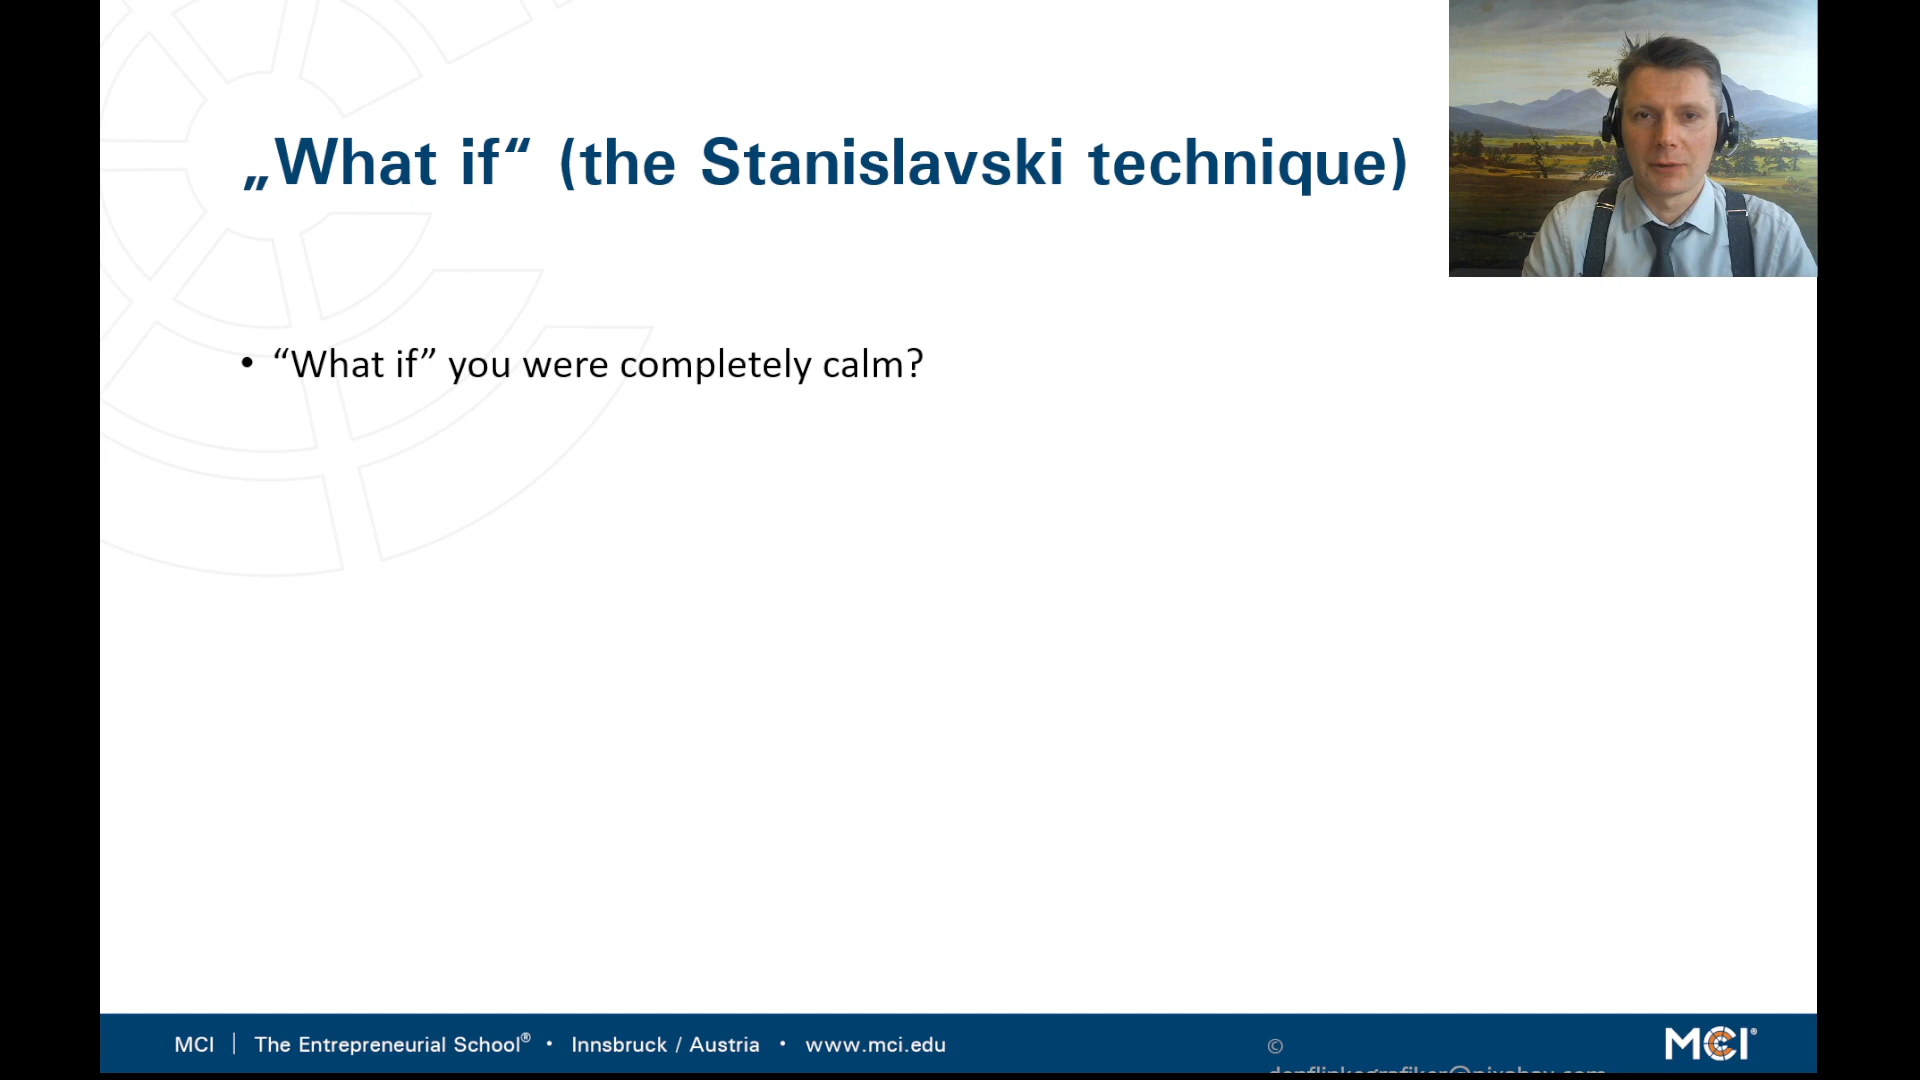 „What if“ (the Stanislavski technique)
• “What if” you were completely calm?
MCI | The Entrepreneurial School® • Innsbruck / Austria • www.mci.edu
©
MCI®